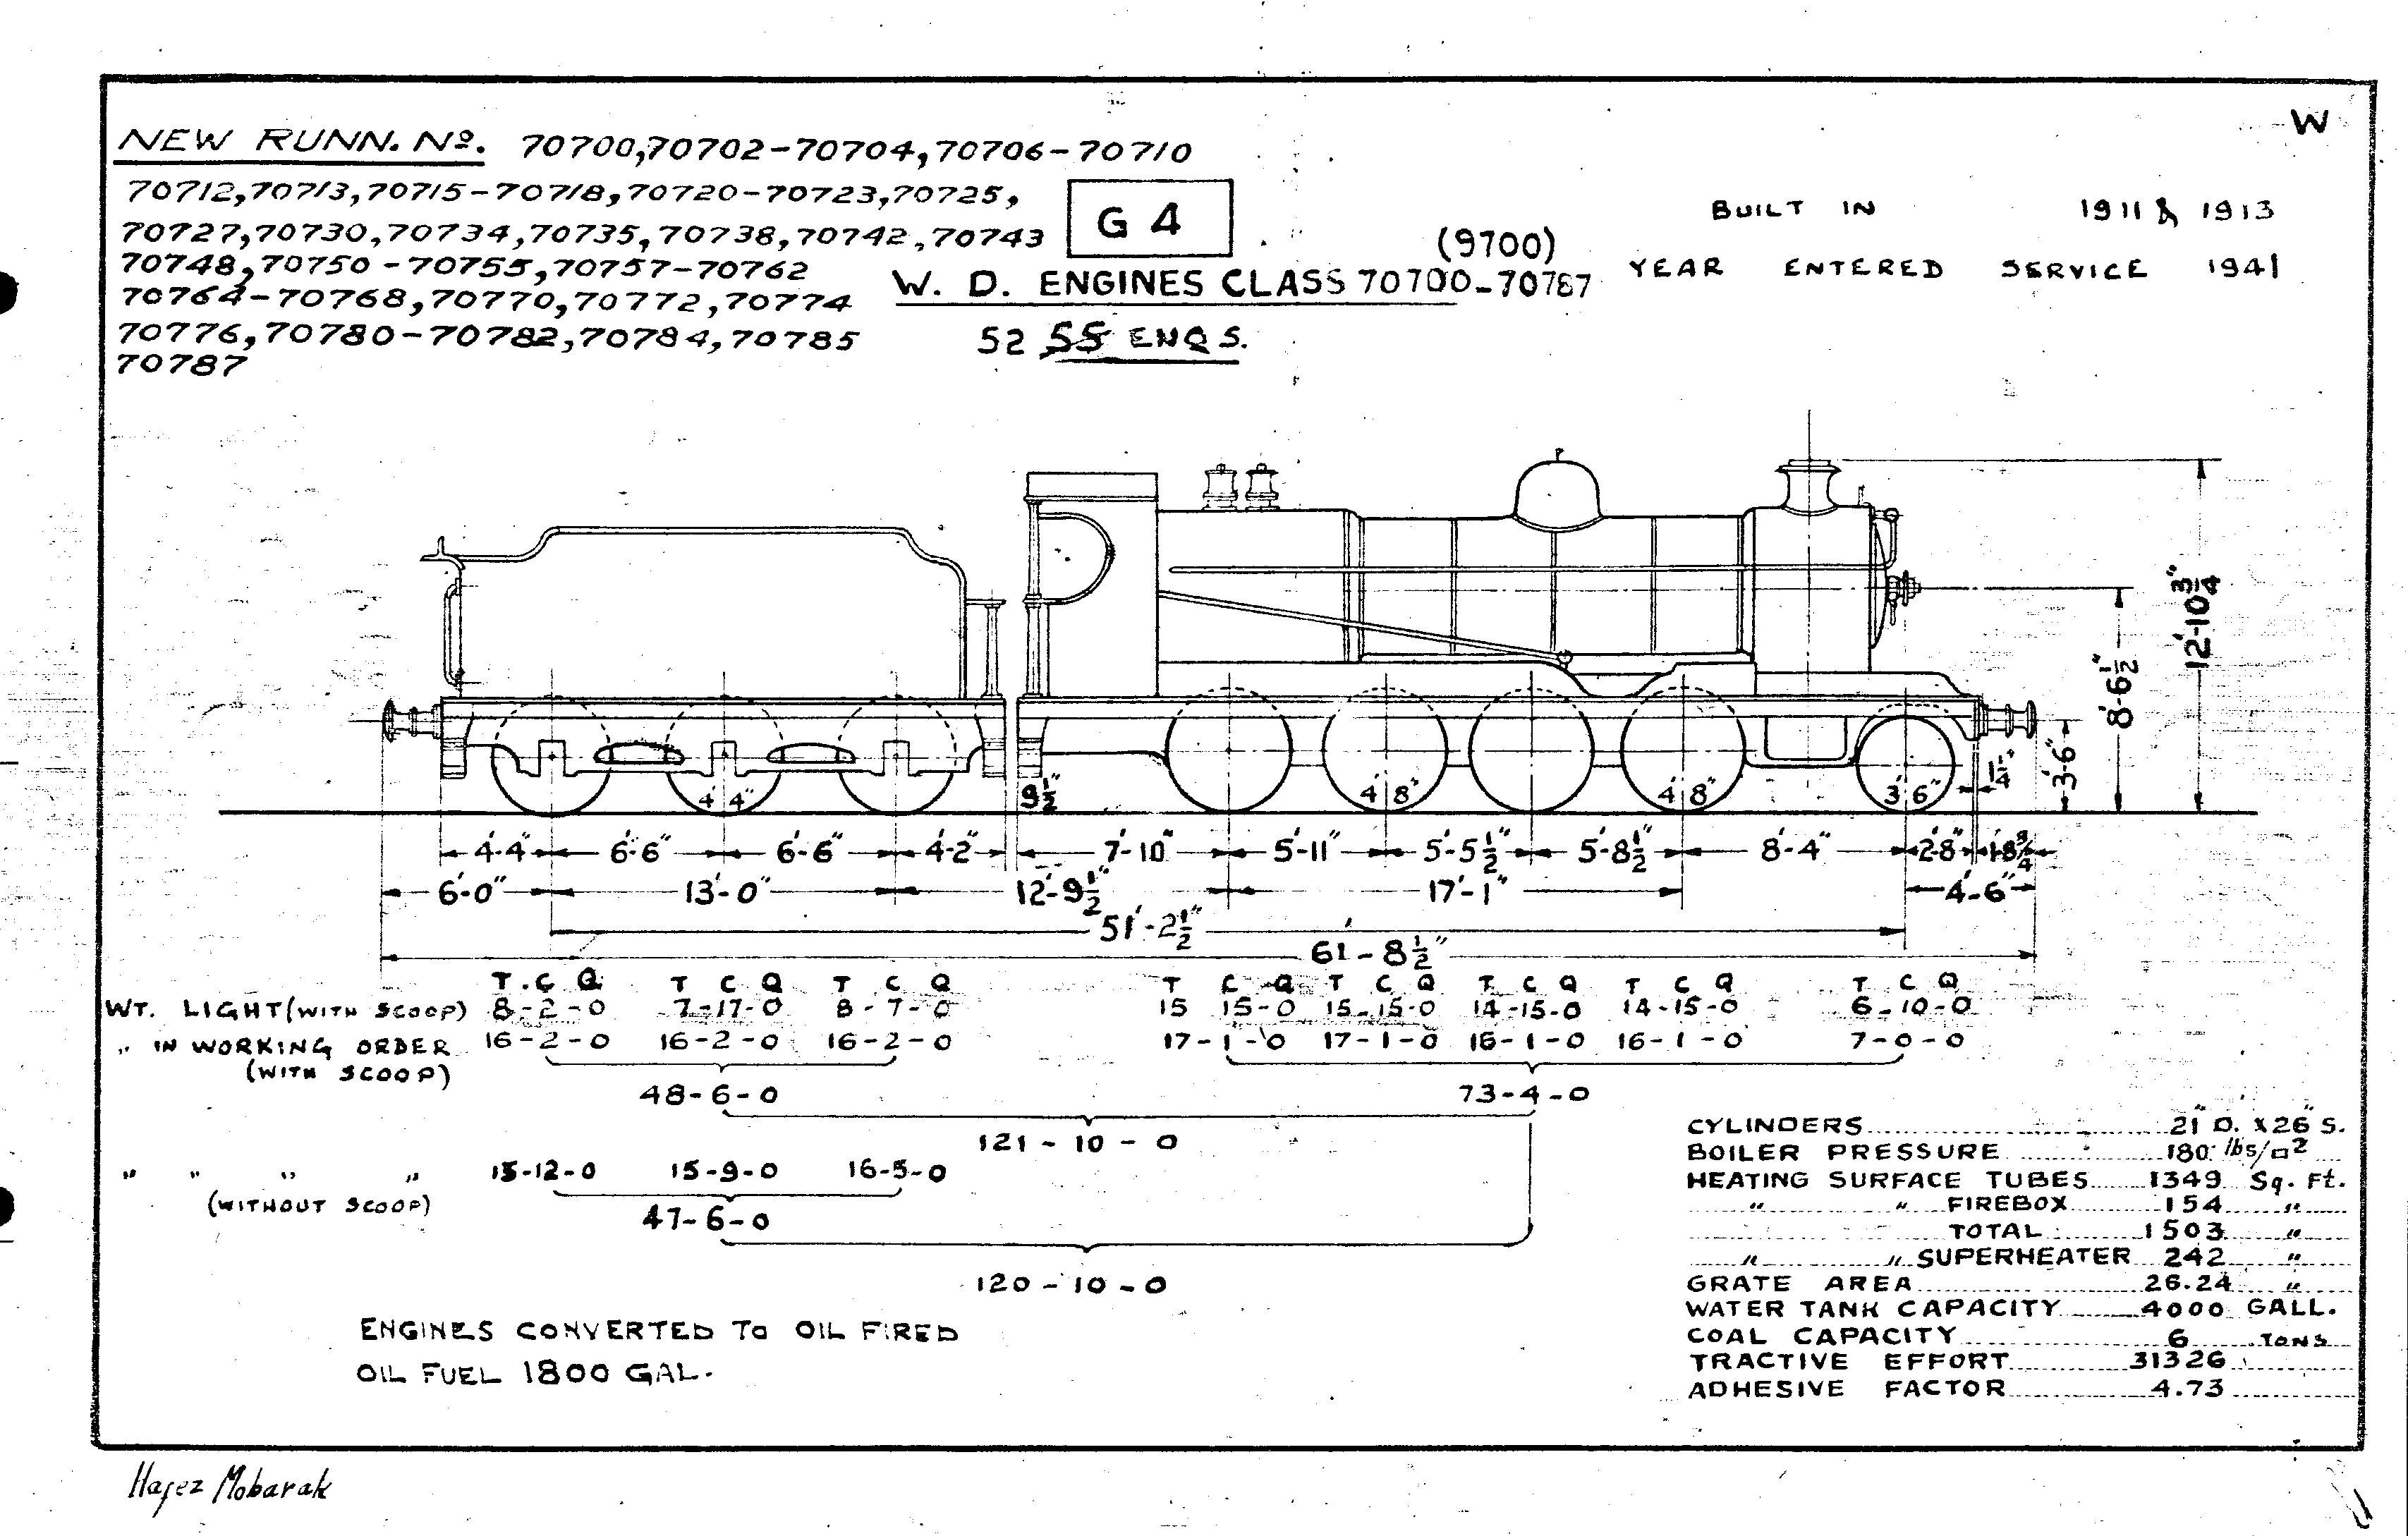 W
NEW RUNN. Nº. 70700,70702-70704,70706-70710
70712,70713,70715-70718,70720-70723,70725,
70727,70730,70734,70735,70738,70742,70743
70748,70750-70755,70757-70762
70764-70768,70770,70772,70774
70776,70780-70782,70784,70785
70787
G 4
BUILT IN 1911 & 1913
(9700)
W. D. ENGINES CLASS 70700-70787
YEAR ENTERED SERVICE 1941
52 55 ENGS.
12'-10 3/4"
8'-6 1/2"
3'-6"
1 1/4"
9 1/2"
4' 4" 4' 8" 4' 8" 3' 6"
4'-4" 6'-6" 6'-6" 4'-2" 7'-10" 5'-11" 5'-5 1/2" 5'-8 1/2" 8'-4" 2'-8" 1'-8 3/4"
6'-0" 13'-0" 12'-9 1/2" 17'-1" 4'-6"
51'-2 1/2"
61'-8 1/2"
T. C Q T C Q T C Q T C Q T C Q T C Q T C Q T C Q
WT. LIGHT (WITH SCOOP) 8-2-0 7-17-0 8-7-0 15 15-0 15-15-0 14-15-0 14-15-0 6-10-0
" IN WORKING ORDER 16-2-0 16-2-0 16-2-0 17-1-0 17-1-0 16-1-0 16-1-0 7-0-0
(WITH SCOOP)
48-6-0 73-4-0
121-10-0
" " " " 15-12-0 15-9-0 16-5-0
(WITHOUT SCOOP)
47-6-0
120-10-0
ENGINES CONVERTED TO OIL FIRED
OIL FUEL 1800 GAL.
CYLINDERS 21" D. X 26" S.
BOILER PRESSURE 180 lbs/□2
HEATING SURFACE TUBES 1349 Sq. Ft.
" " FIREBOX 154 "
TOTAL 1503 "
" " SUPERHEATER 242 "
GRATE AREA 26.24 "
WATER TANK CAPACITY 4000 GALL.
COAL CAPACITY 6 TONS
TRACTIVE EFFORT 31326
ADHESIVE FACTOR 4.73
Hafez Mobarak